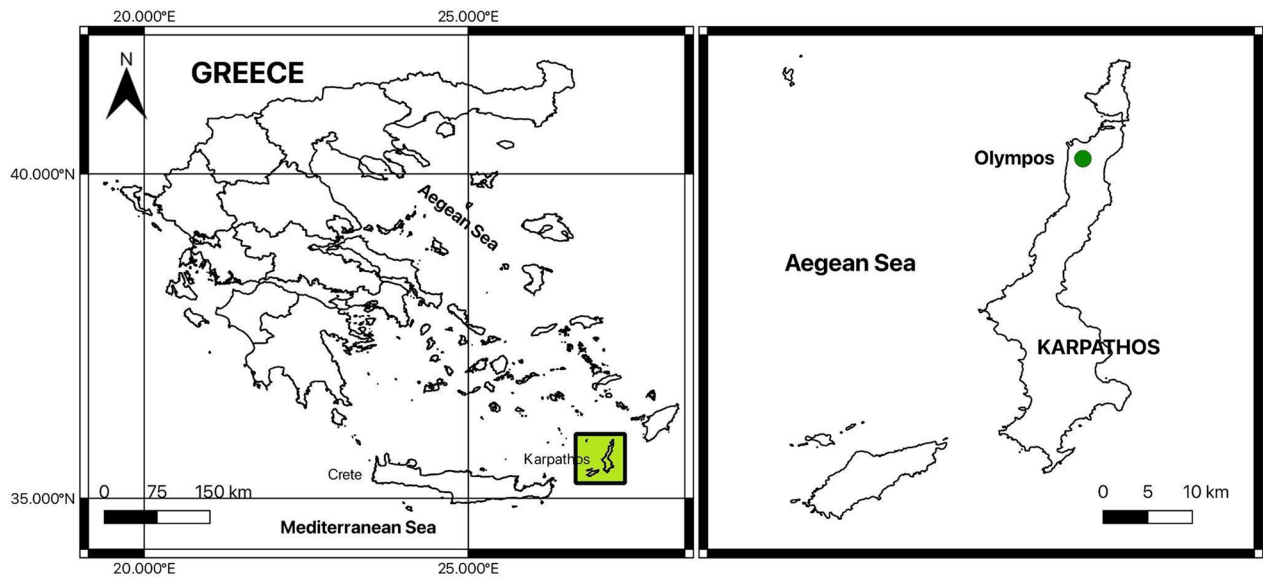 20.000°E 25.000°E
N
GREECE
40.000°N
Aegean Sea
Karpathos
Crete
0 75 150 km
35.000°N
Mediterranean Sea
20.000°E 25.000°E
Olympos
Aegean Sea
KARPATHOS
0 5 10 km